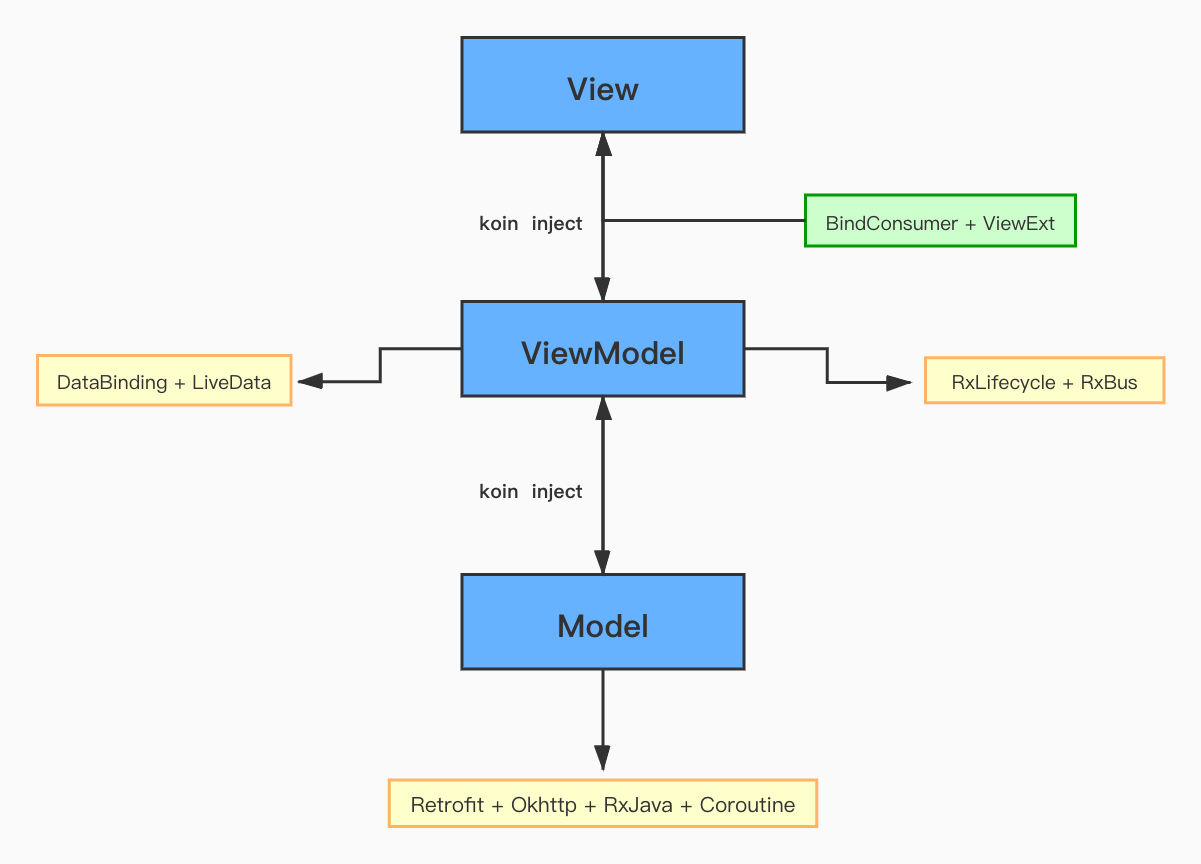 View
koin inject
BindConsumer + ViewExt
ViewModel
DataBinding + LiveData
RxLifecycle + RxBus
koin inject
Model
Retrofit + Okhttp + RxJava + Coroutine